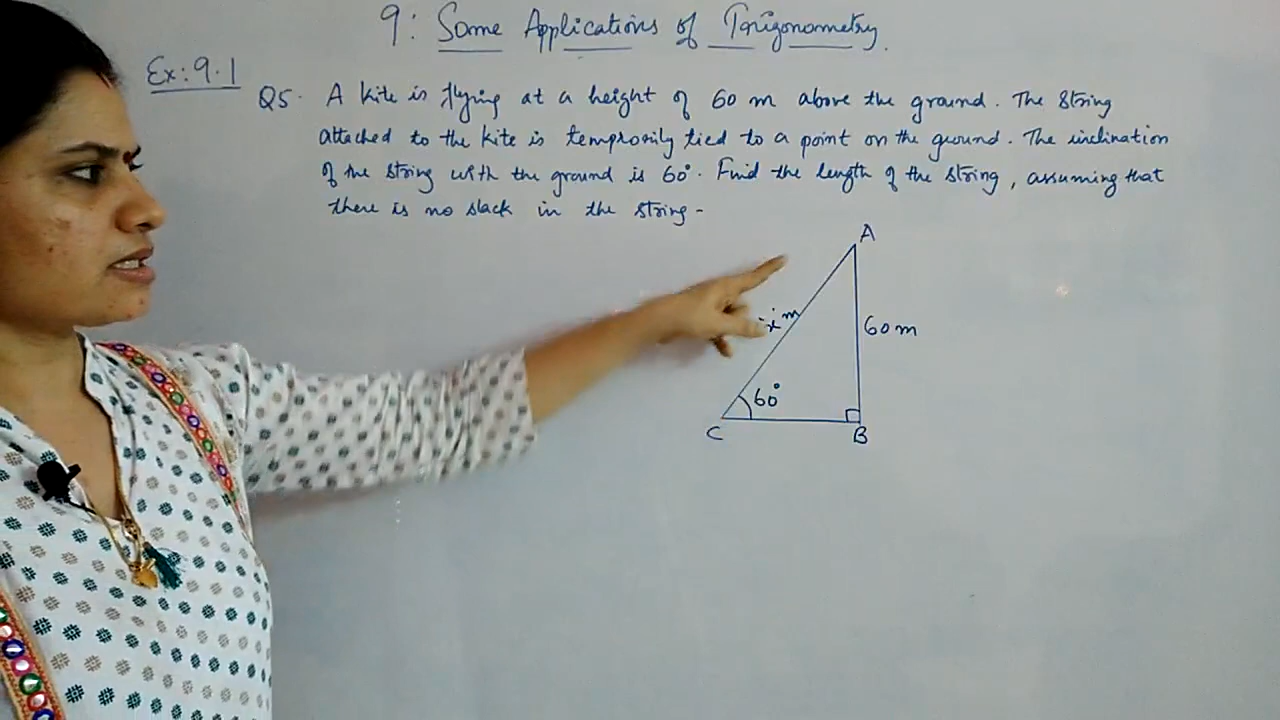 9: Some Applications of Trigonometry.
Ex: 9.1
Q5. A kite is flying at a height of 60 m above the ground. The string
attached to the kite is temprorily tied to a point on the ground. The inclination
of the string with the ground is 60°. Find the length of the string, assuming that
there is no slack in the string-
A
x m
60 m
60°
C
B